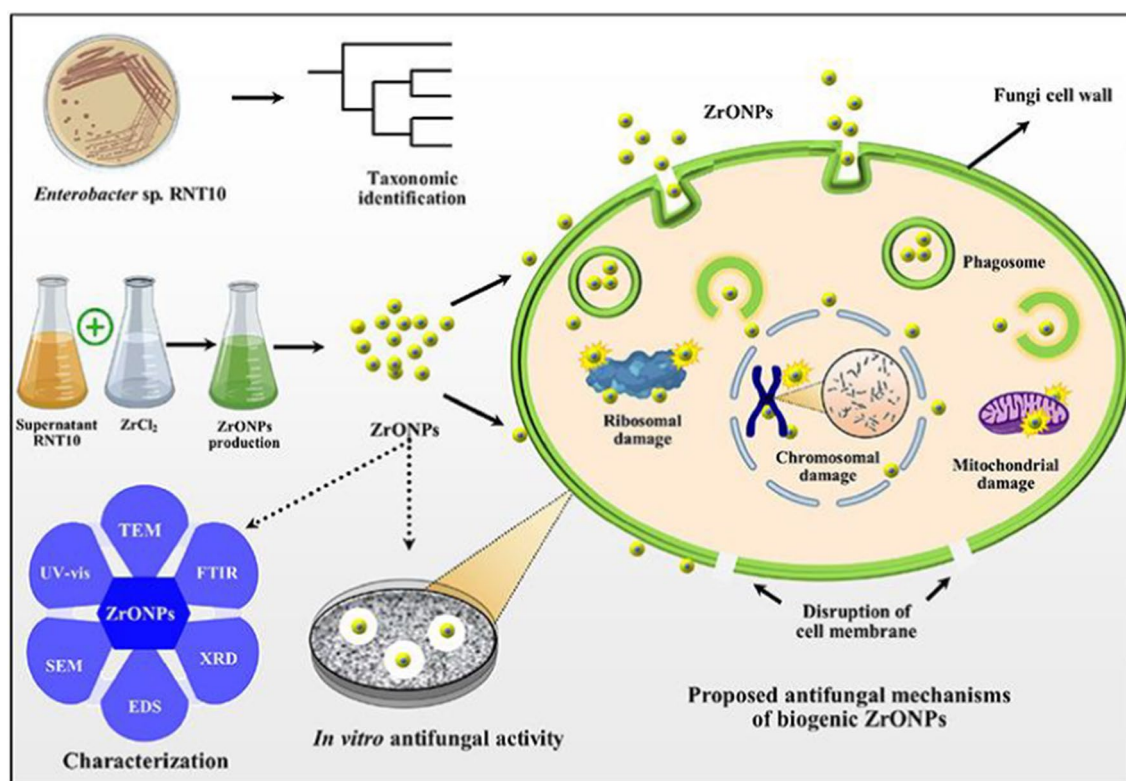 Enterobacter sp. RNT10
Taxonomic
identification
ZrONPs
Fungi cell wall
Phagosome
Supernatant
RNT10
ZrCl₂
ZrONPs
production
ZrONPs
Ribosomal
damage
Chromosomal
damage
Mitochondrial
damage
Disruption of
cell membrane
TEM
UV-vis
FTIR
ZrONPs
SEM
XRD
EDS
Characterization
In vitro antifungal activity
Proposed antifungal mechanisms
of biogenic ZrONPs